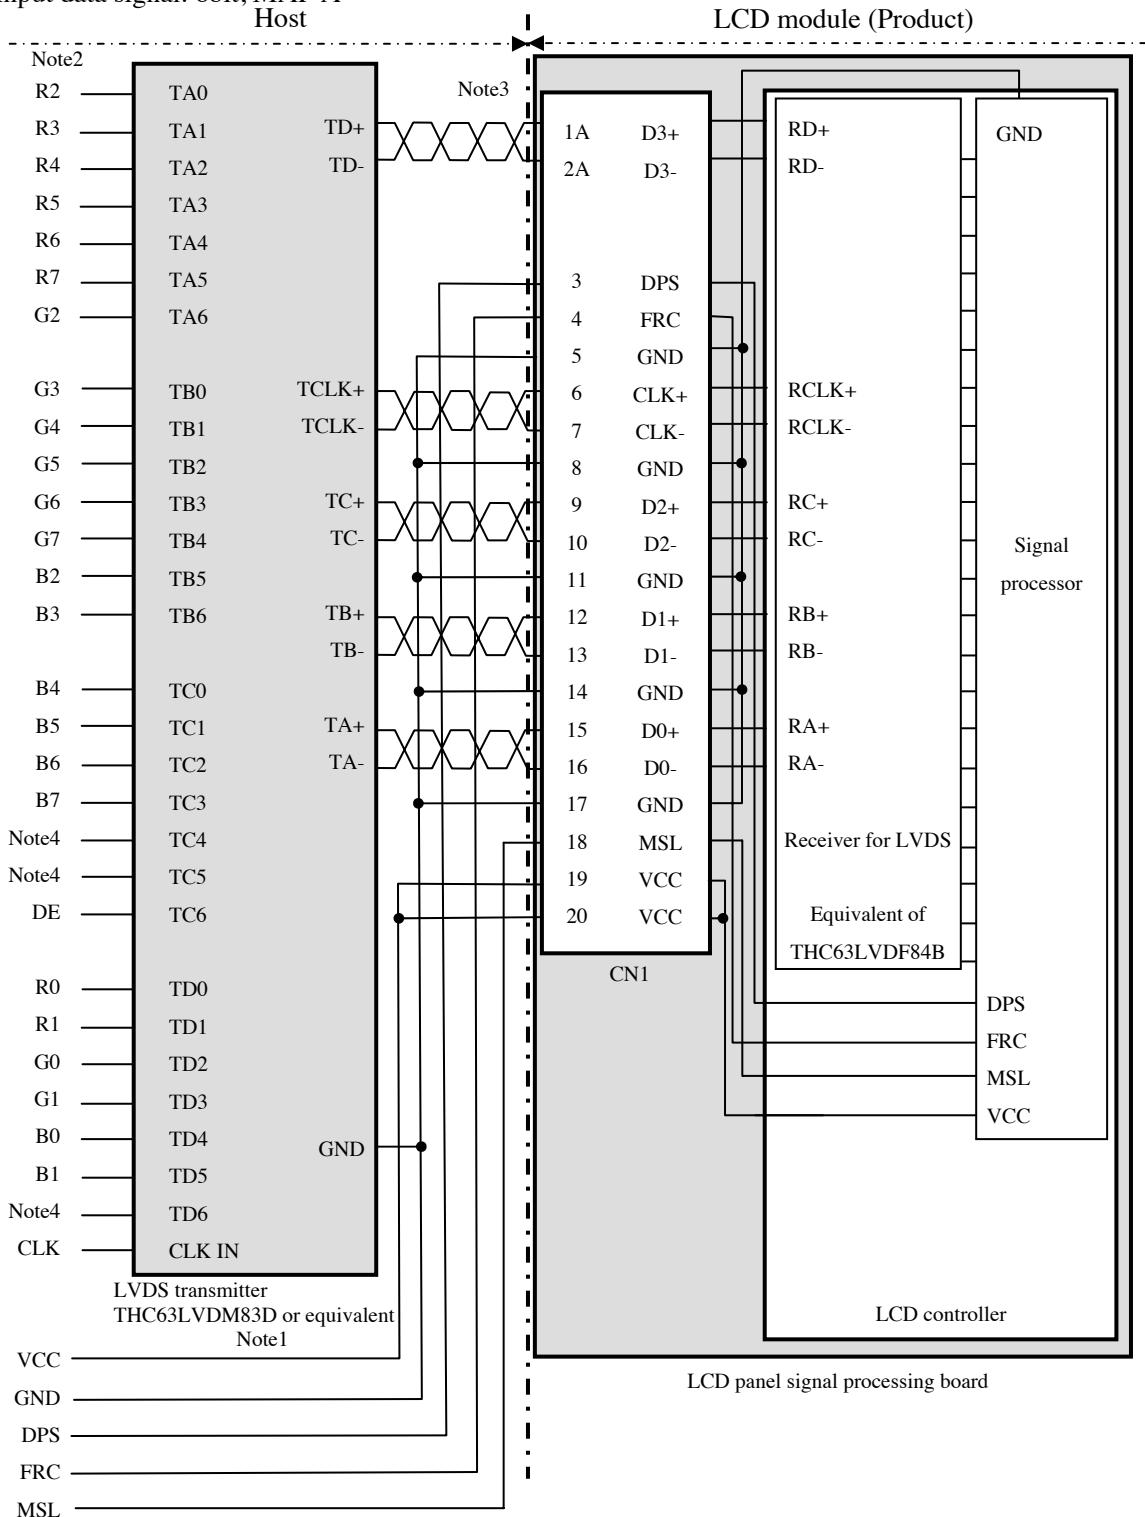 Input data signal: 8bit, MAP A
Host
LCD module (Product)
Note2
Note3
R2 TA0
R3 TA1 TD+ 1A D3+ RD+ GND
R4 TA2 TD- 2A D3- RD-
R5 TA3
R6 TA4
R7 TA5 3 DPS
G2 TA6 4 FRC
5 GND
G3 TB0 TCLK+ 6 CLK+ RCLK+
G4 TB1 TCLK- 7 CLK- RCLK-
G5 TB2 8 GND
G6 TB3 TC+ 9 D2+ RC+
G7 TB4 TC- 10 D2- RC- Signal
B2 TB5 11 GND processor
B3 TB6 TB+ 12 D1+ RB+
TB- 13 D1- RB-
B4 TC0 14 GND
B5 TC1 TA+ 15 D0+ RA+
B6 TC2 TA- 16 D0- RA-
B7 TC3 17 GND
Note4 TC4 18 MSL Receiver for LVDS
Note4 TC5 19 VCC
DE TC6 20 VCC Equivalent of
THC63LVDF84B
CN1
R0 TD0 DPS
R1 TD1 FRC
G0 TD2 MSL
G1 TD3 VCC
B0 TD4 GND
B1 TD5
Note4 TD6
CLK CLK IN
LVDS transmitter
THC63LVDM83D or equivalent
Note1
LCD controller
VCC
LCD panel signal processing board
GND
DPS
FRC
MSL